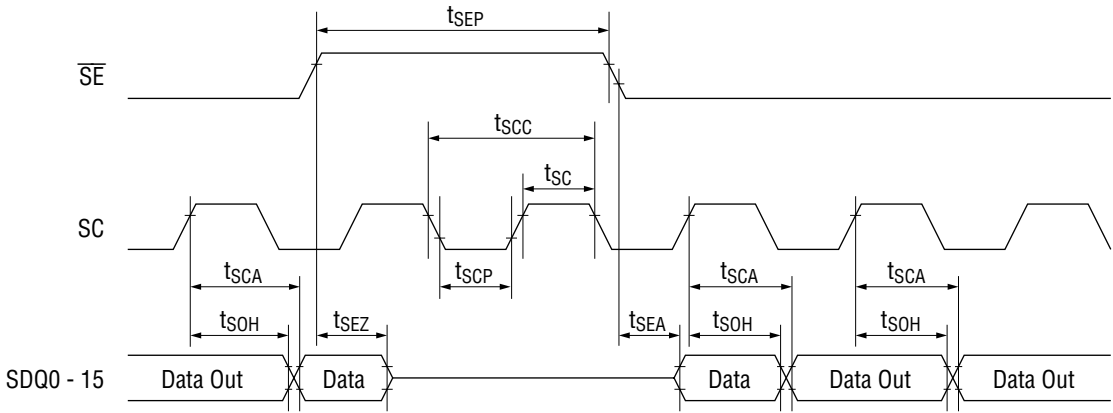 tSEP
SE
tSCC
tSC
SC
tSCA tSCP tSCA tSCA
tSOH tSEZ tSEA tSOH tSOH
SDQ0 - 15 Data Out Data Data Data Out Data Out